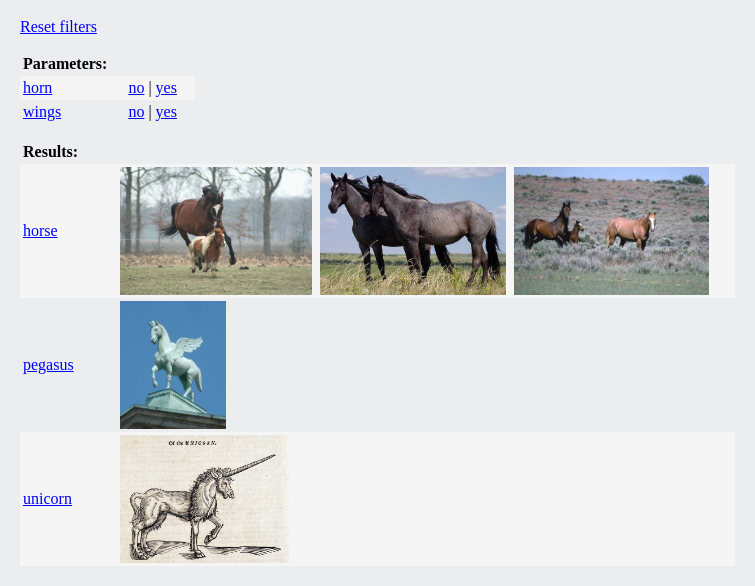 Reset filters
Parameters:
horn no | yes
wings no | yes
Results:
horse
pegasus
Of the UNICORN.
unicorn